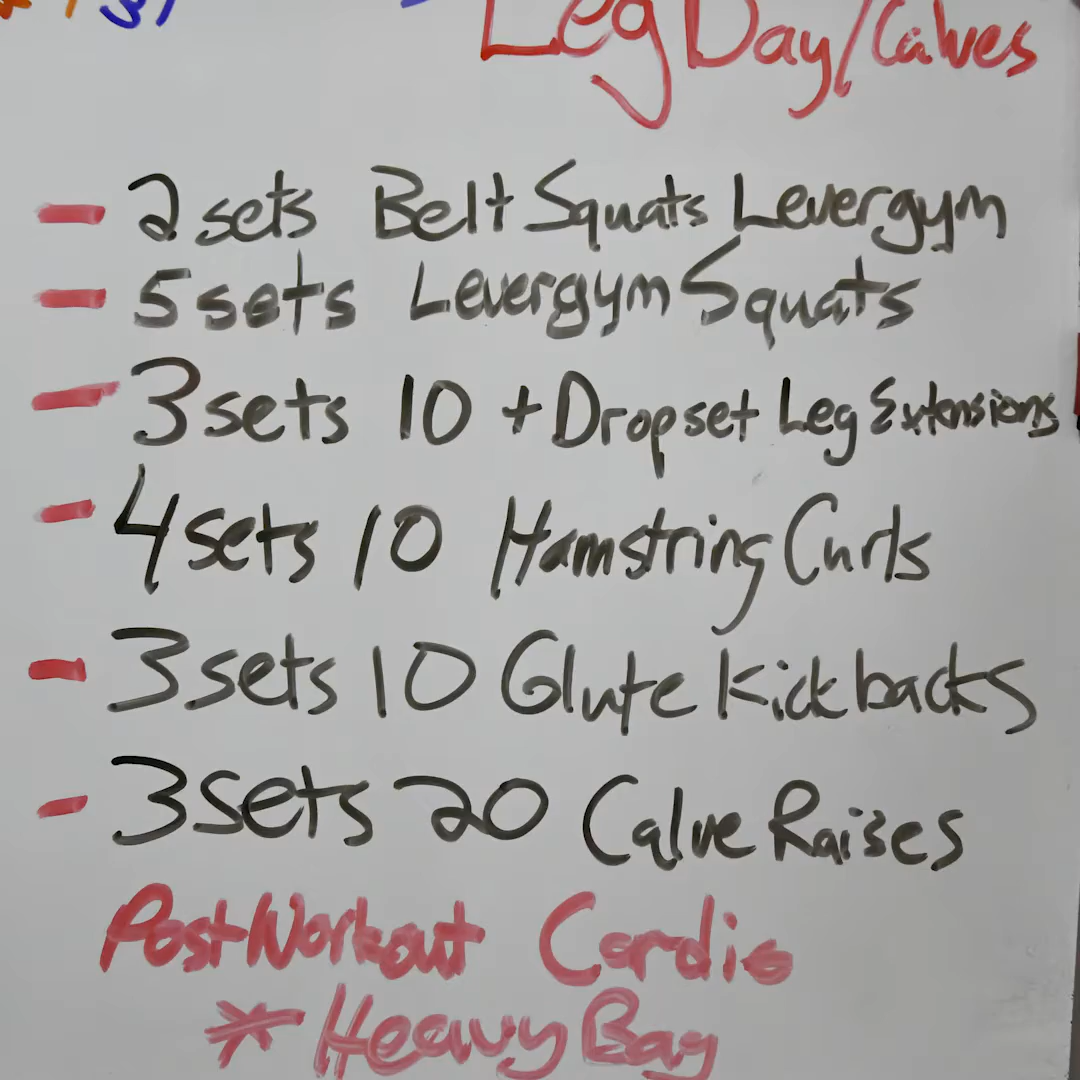 Leg Day/Calves
- 2 sets Belt Squats Levergym
- 5 sets Levergym Squats
- 3 sets 10 + Dropset Leg Extensions
- 4 sets 10 Hamstring Curls
- 3 sets 10 Glute Kickbacks
- 3 sets 20 Calve Raises
Post Workout Cardio
* Heavy Bag